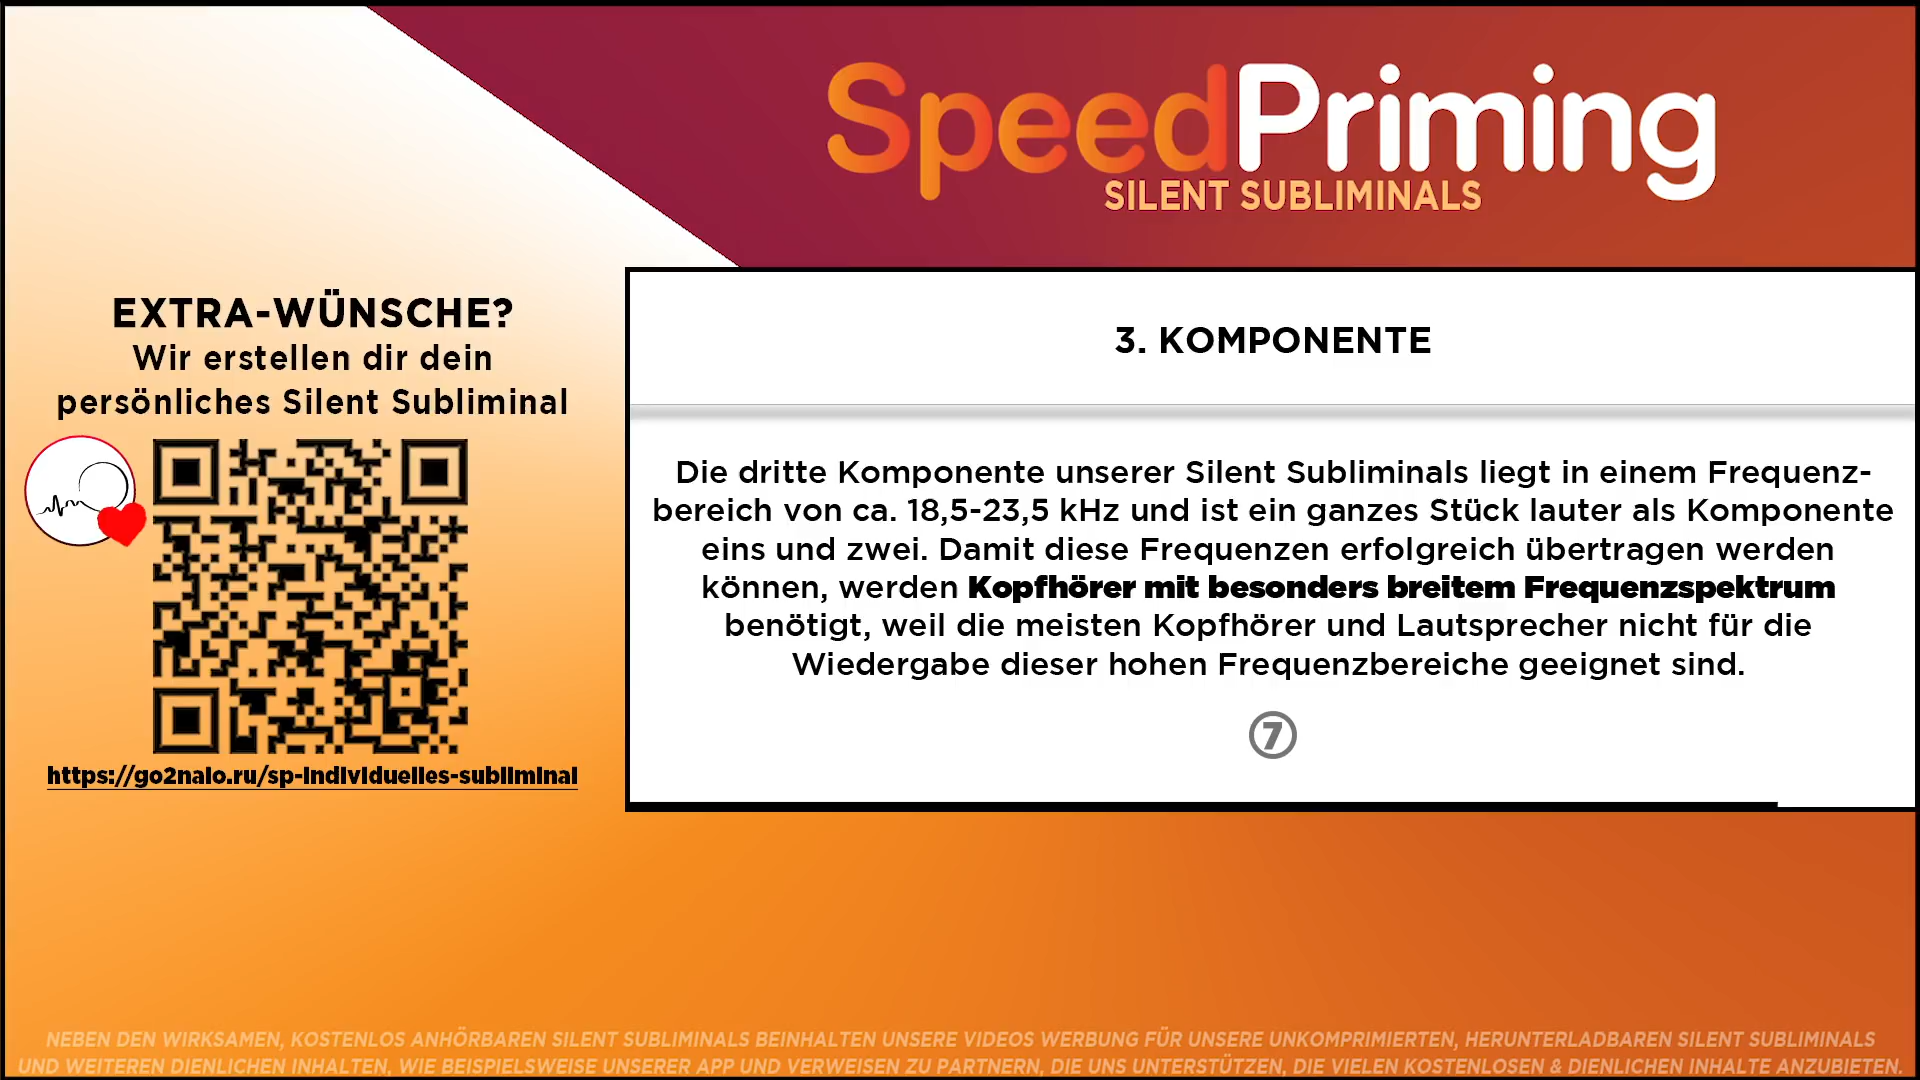 SpeedPriming
SILENT SUBLIMINALS
EXTRA-WÜNSCHE?
Wir erstellen dir dein
persönliches Silent Subliminal
https://go2nalo.ru/sp-individuelles-subliminal
3. KOMPONENTE
Die dritte Komponente unserer Silent Subliminals liegt in einem Frequenz-
bereich von ca. 18,5-23,5 kHz und ist ein ganzes Stück lauter als Komponente
eins und zwei. Damit diese Frequenzen erfolgreich übertragen werden
können, werden Kopfhörer mit besonders breitem Frequenzspektrum
benötigt, weil die meisten Kopfhörer und Lautsprecher nicht für die
Wiedergabe dieser hohen Frequenzbereiche geeignet sind.
7
NEBEN DEN WIRKSAMEN, KOSTENLOS ANHÖRBAREN SILENT SUBLIMINALS BEINHALTEN UNSERE VIDEOS WERBUNG FÜR UNSERE UNKOMPRIMIERTEN, HERUNTERLADBAREN SILENT SUBLIMINALS
UND WEITEREN DIENLICHEN INHALTEN, WIE BEISPIELSWEISE UNSERER APP UND VERWEISEN ZU PARTNERN, DIE UNS UNTERSTÜTZEN, DIE VIELEN KOSTENLOSEN & DIENLICHEN INHALTE ANZUBIETEN.